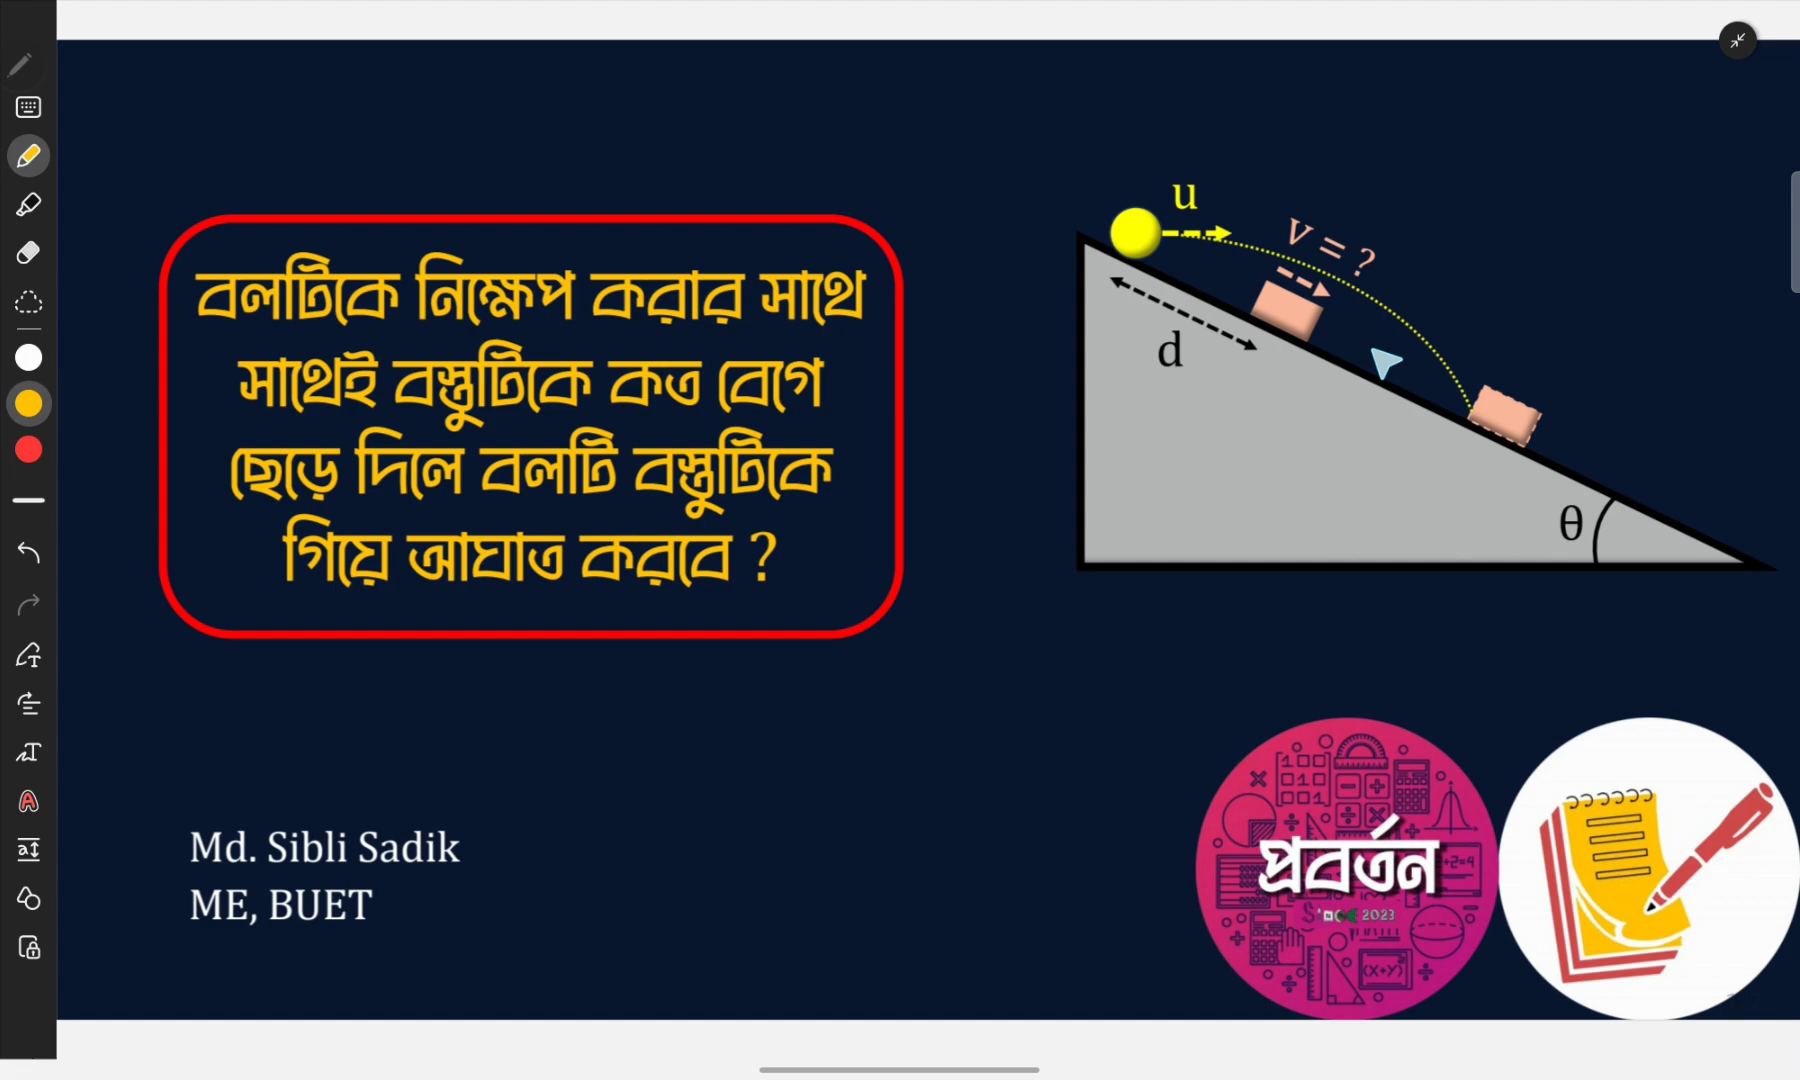 বলটিকে নিক্ষেপ করার সাথে
সাথেই বস্তুটিকে কত বেগে
ছেড়ে দিলে বলটি বস্তুটিকে
গিয়ে আঘাত করবে ?
u
v = ?
d
θ
Md. Sibli Sadik
ME, BUET
প্রবর্তন
2023